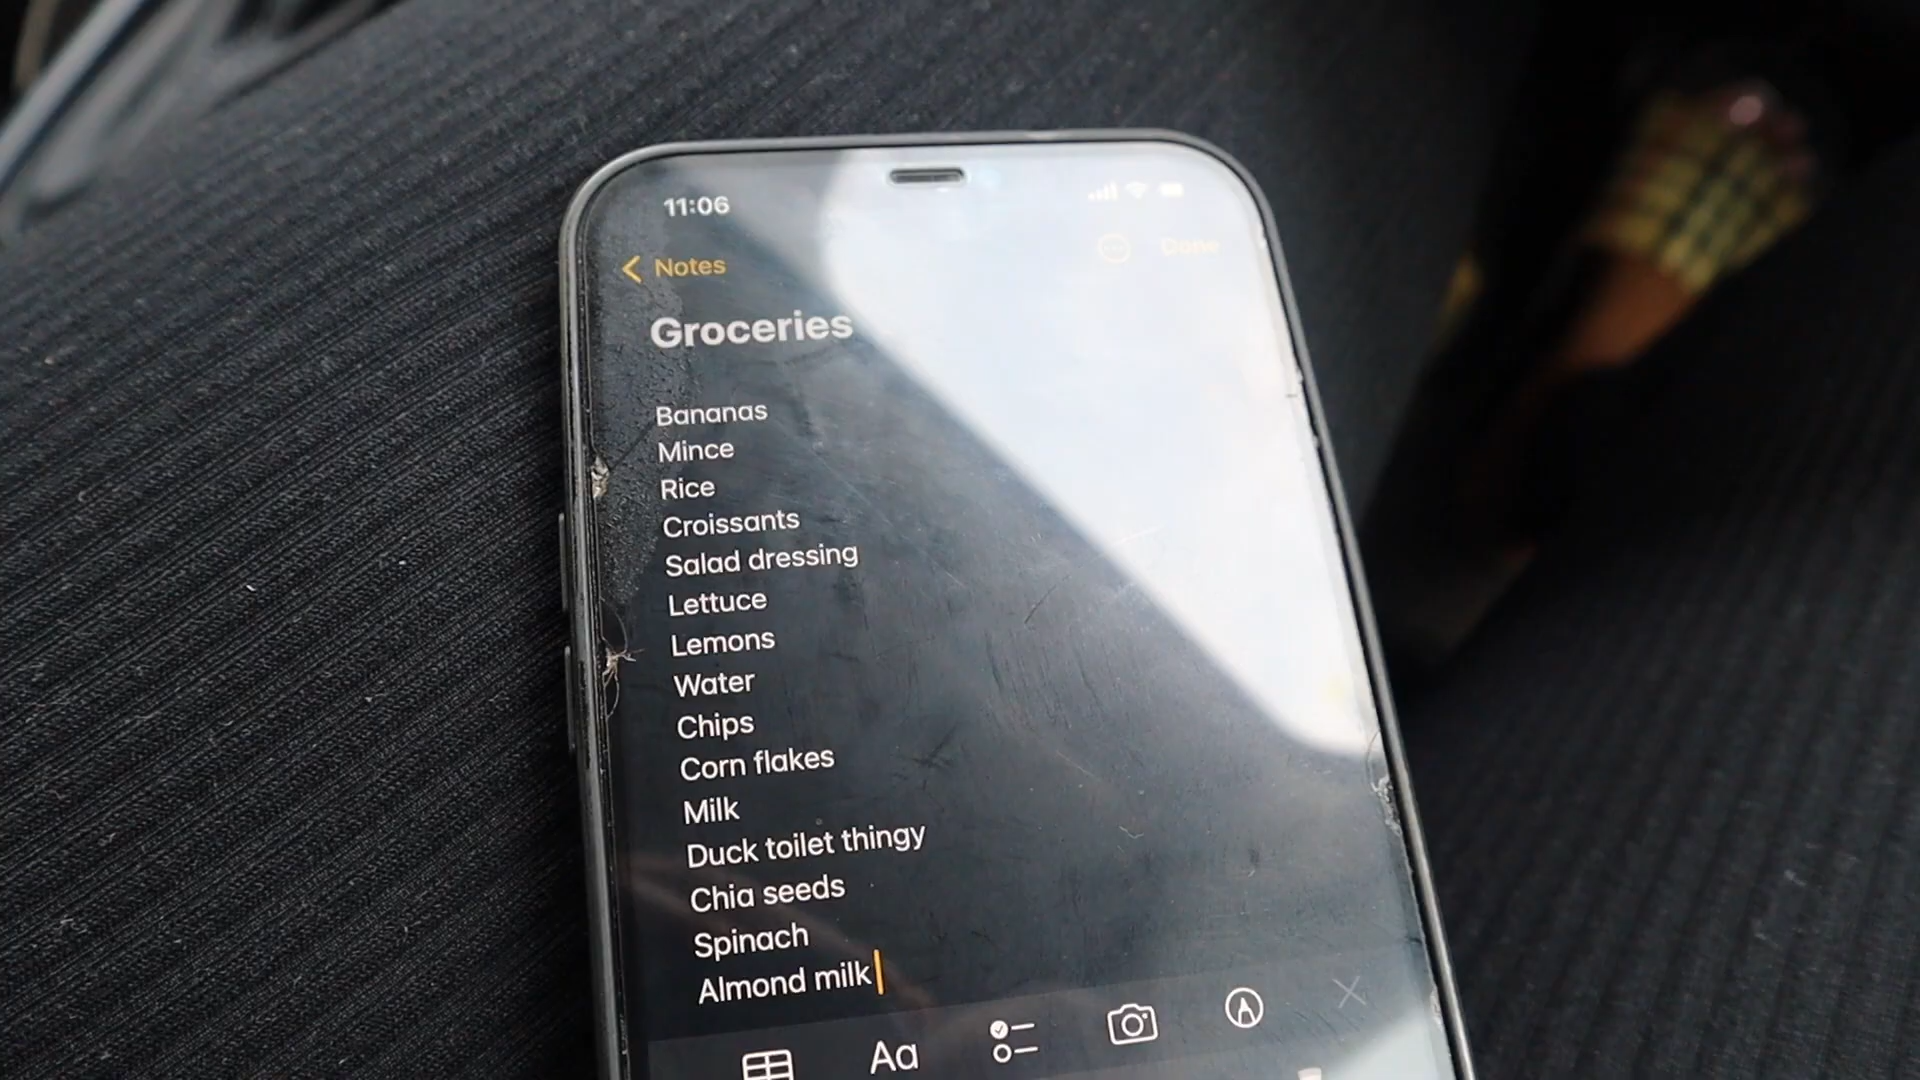 11:06
Notes
Done
Groceries
Bananas
Mince
Rice
Croissants
Salad dressing
Lettuce
Lemons
Water
Chips
Corn flakes
Milk
Duck toilet thingy
Chia seeds
Spinach
Almond milk
Aa